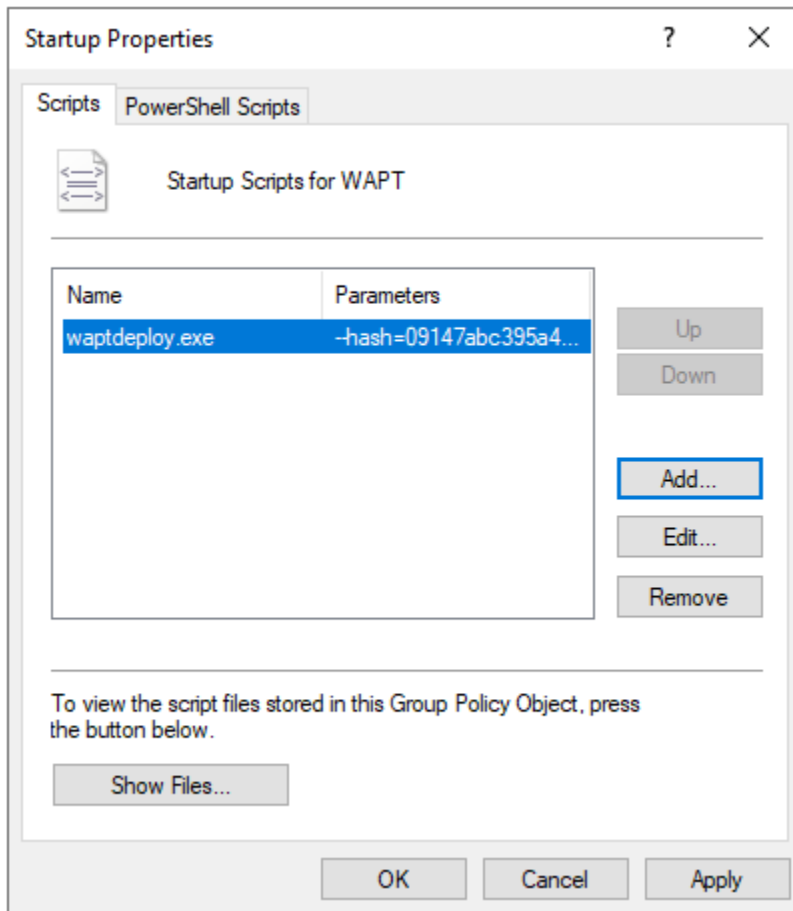 Startup Properties
?
Scripts
PowerShell Scripts
Startup Scripts for WAPT
Name Parameters
waptdeploy.exe --hash=09147abc395a4...
Up
Down
Add...
Edit...
Remove
To view the script files stored in this Group Policy Object, press
the button below.
Show Files...
OK Cancel Apply